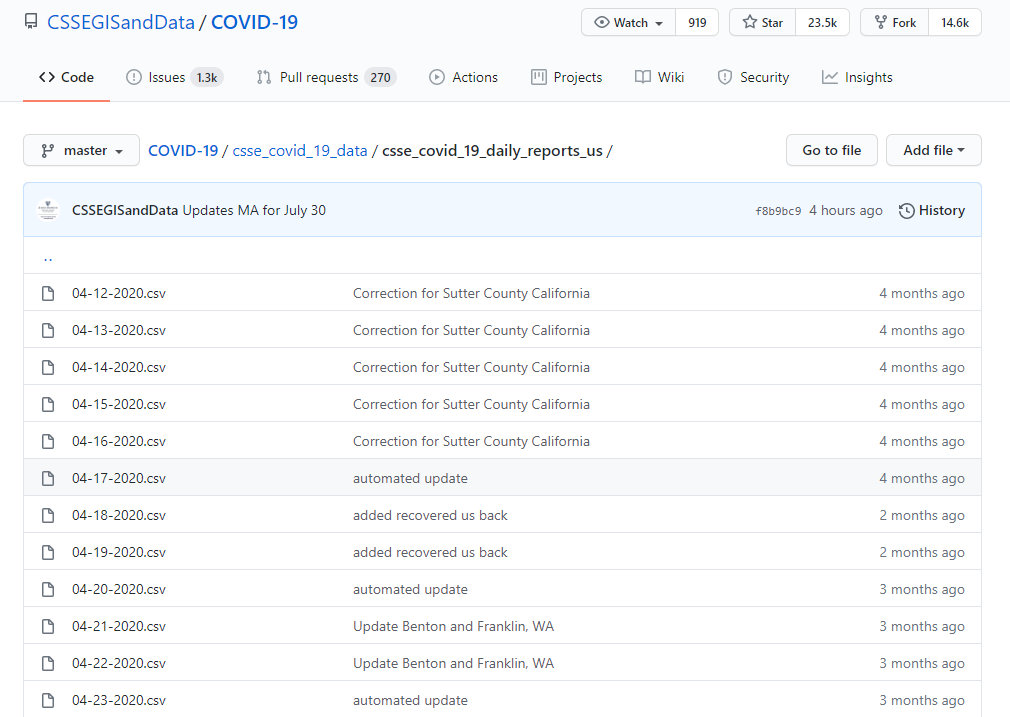 CSSEGISandData / COVID-19 Watch 919 Star 23.5k Fork 14.6k
Code Issues 1.3k Pull requests 270 Actions Projects Wiki Security Insights
master COVID-19 / csse_covid_19_data / csse_covid_19_daily_reports_us / Go to file Add file
CSSEGISandData Updates MA for July 30 f8b9bc9 4 hours ago History
..
04-12-2020.csv Correction for Sutter County California 4 months ago
04-13-2020.csv Correction for Sutter County California 4 months ago
04-14-2020.csv Correction for Sutter County California 4 months ago
04-15-2020.csv Correction for Sutter County California 4 months ago
04-16-2020.csv Correction for Sutter County California 4 months ago
04-17-2020.csv automated update 4 months ago
04-18-2020.csv added recovered us back 2 months ago
04-19-2020.csv added recovered us back 2 months ago
04-20-2020.csv automated update 3 months ago
04-21-2020.csv Update Benton and Franklin, WA 3 months ago
04-22-2020.csv Update Benton and Franklin, WA 3 months ago
04-23-2020.csv automated update 3 months ago